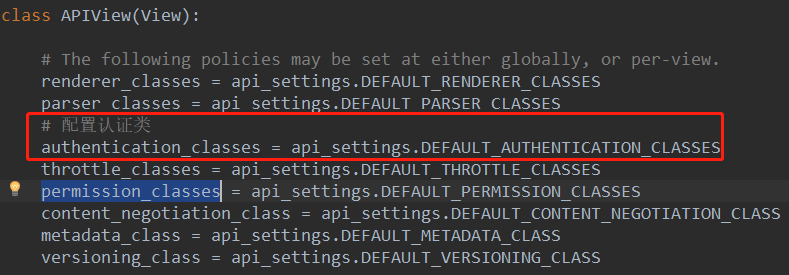 class APIView(View):
# The following policies may be set at either globally, or per-view.
renderer_classes = api_settings.DEFAULT_RENDERER_CLASSES
parser_classes = api_settings.DEFAULT_PARSER_CLASSES
# 配置认证类
authentication_classes = api_settings.DEFAULT_AUTHENTICATION_CLASSES
throttle_classes = api_settings.DEFAULT_THROTTLE_CLASSES
permission_classes = api_settings.DEFAULT_PERMISSION_CLASSES
content_negotiation_class = api_settings.DEFAULT_CONTENT_NEGOTIATION_CLASS
metadata_class = api_settings.DEFAULT_METADATA_CLASS
versioning_class = api_settings.DEFAULT_VERSIONING_CLASS